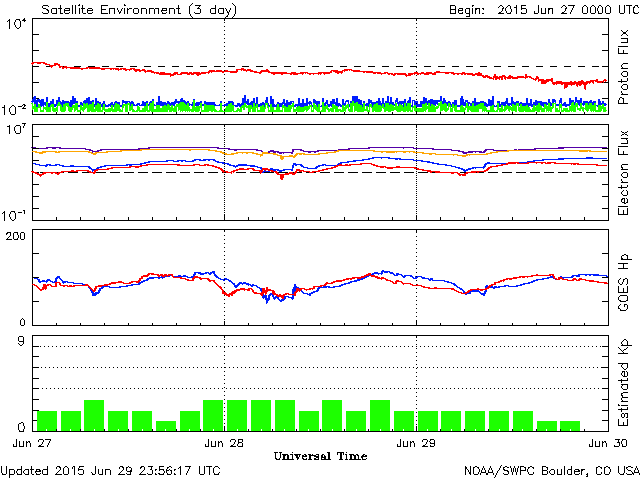 Satellite Environment (3 day) Begin: 2015 Jun 27 0000 UTC
10^4
10^-2
Proton Flux
10^7
10^-1
Electron Flux
200
0
GOES Hp
9
0
Estimated Kp
Jun 27 Jun 28 Jun 29 Jun 30
Universal Time
Updated 2015 Jun 29 23:56:17 UTC NOAA/SWPC Boulder, CO USA